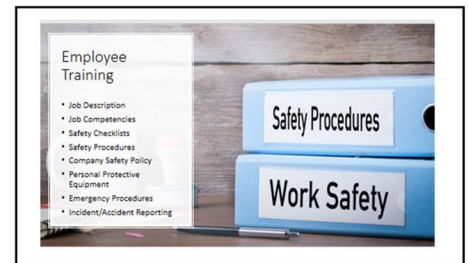 Employee
Training
• Job Description
• Job Competencies
• Safety Checklists
• Safety Procedures
• Company Safety Policy
• Personal Protective
Equipment
• Emergency Procedures
• Incident/Accident Reporting
Safety Procedures
Work Safety